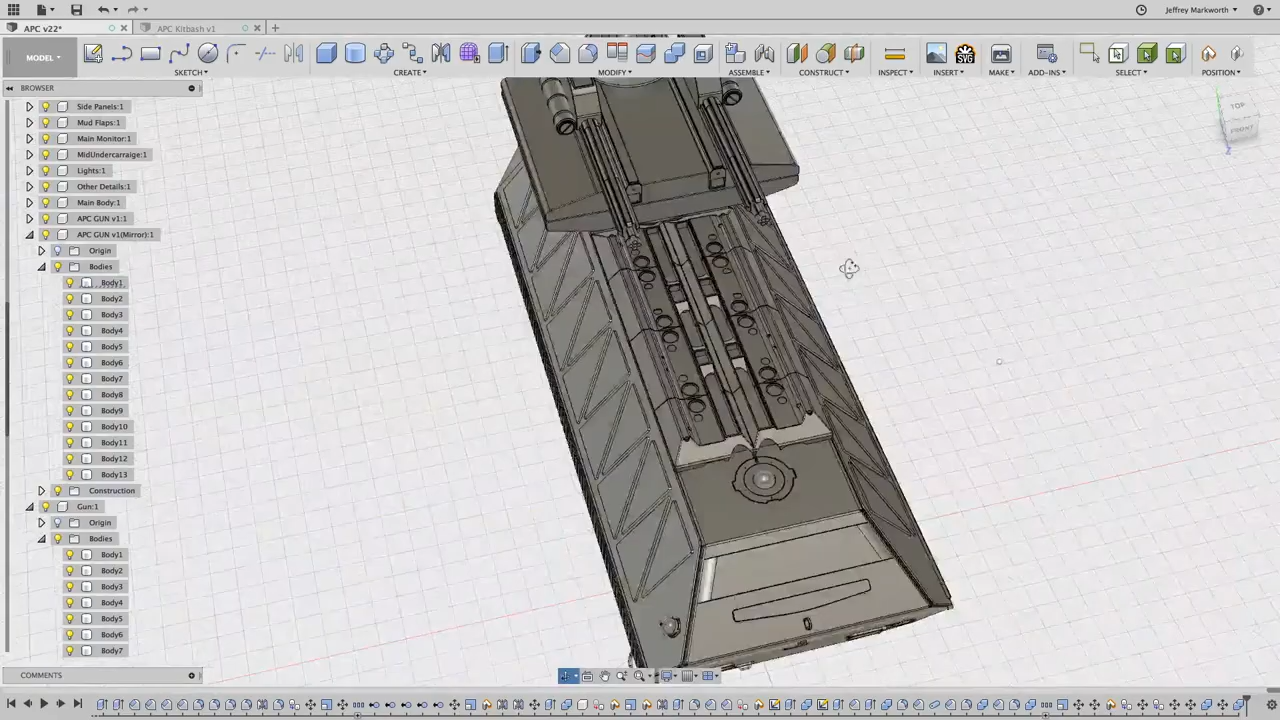 Jeffrey Markworth
APC v22*
APC Kitbash v1
MODEL
SKETCH
CREATE
MODIFY
ASSEMBLE
CONSTRUCT
INSPECT
INSERT
SVG
MAKE
ADD-INS
SELECT
POSITION
BROWSER
Side Panels:1
Mud Flaps:1
Main Monitor:1
MidUndercarraige:1
Lights:1
Other Details:1
Main Body:1
APC GUN v1:1
APC GUN v1(Mirror):1
Origin
Bodies
Body1
Body2
Body3
Body4
Body5
Body6
Body7
Body8
Body9
Body10
Body11
Body12
Body13
Construction
Gun:1
Origin
Bodies
Body1
Body2
Body3
Body4
Body5
Body6
Body7
COMMENTS
TOP
FRONT